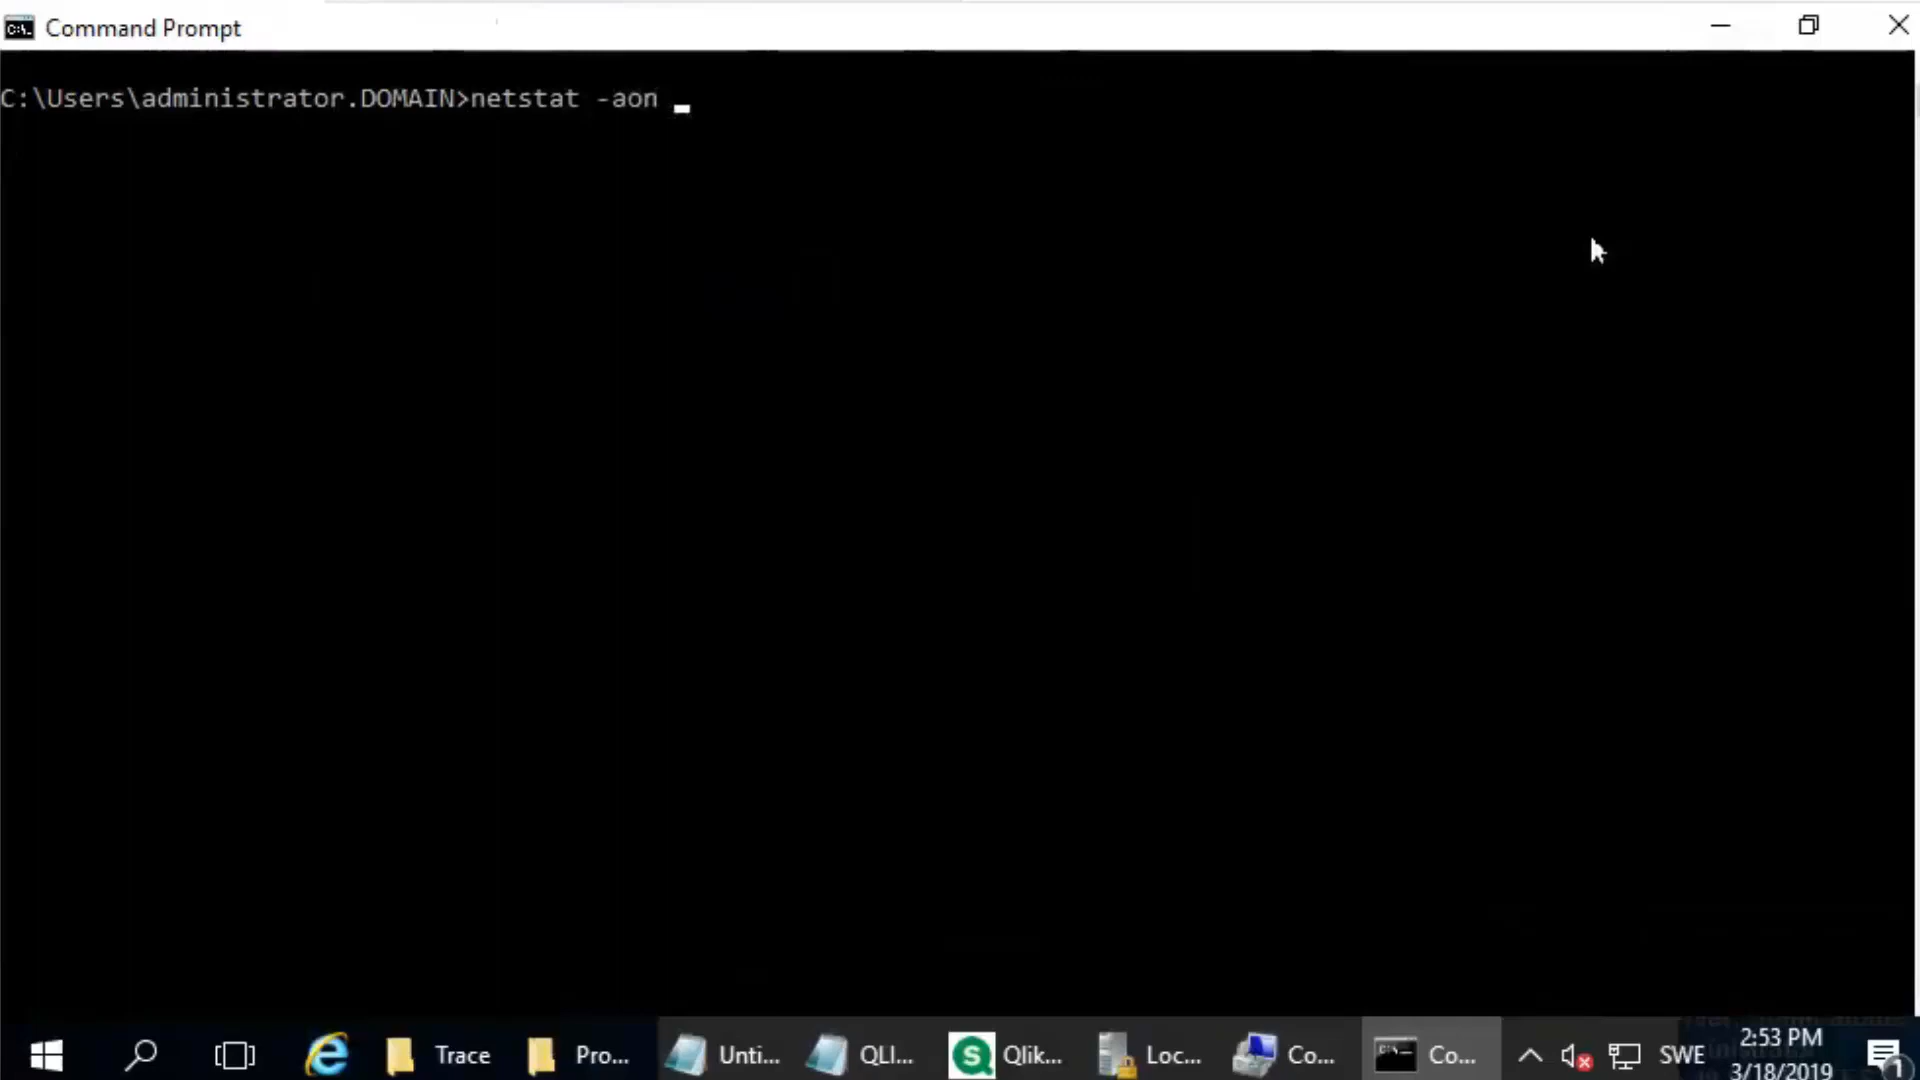 Command Prompt
C:\Users\administrator.DOMAIN>netstat -aon
Trace
Pro...
Unti...
QLI...
Qlik...
Loc...
Co...
Co...
SWE
2:53 PM
3/18/2019
1